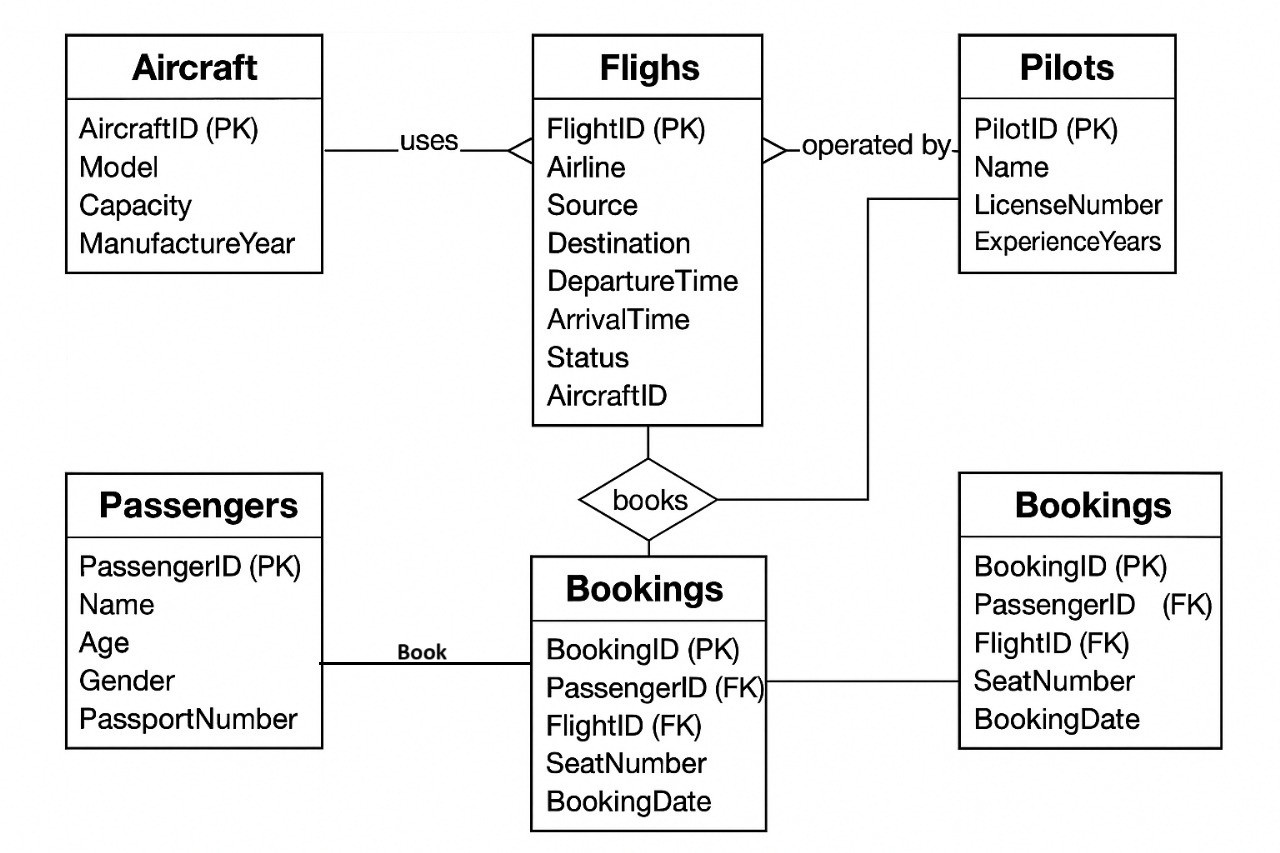 Aircraft
AircraftID (PK)
Model
Capacity
ManufactureYear
uses
Flighs
FlightID (PK)
Airline
Source
Destination
DepartureTime
ArrivalTime
Status
AircraftID
operated by
Pilots
PilotID (PK)
Name
LicenseNumber
ExperienceYears
books
Passengers
PassengerID (PK)
Name
Age
Gender
PassportNumber
Book
Bookings
BookingID (PK)
PassengerID (FK)
FlightID (FK)
SeatNumber
BookingDate
Bookings
BookingID (PK)
PassengerID (FK)
FlightID (FK)
SeatNumber
BookingDate